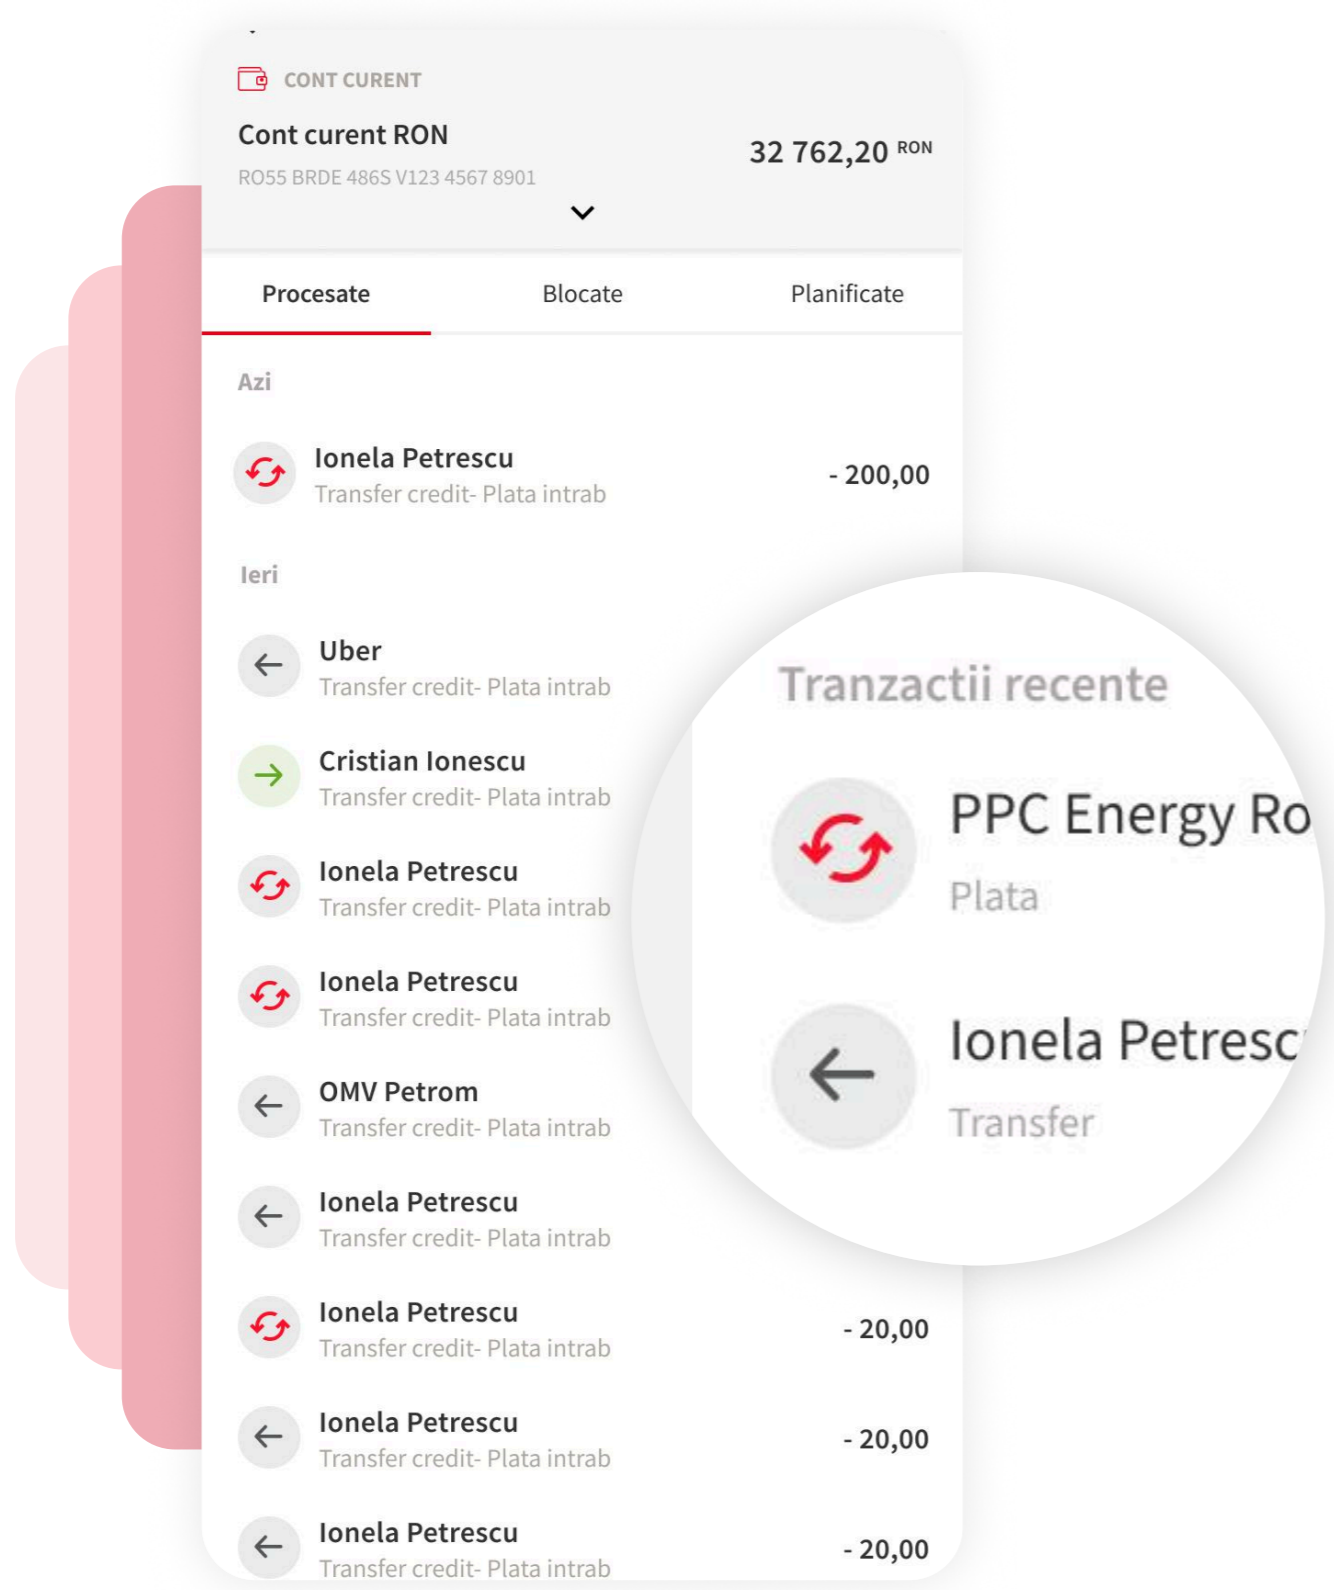 CONT CURENT
Cont curent RON
32 762,20 RON
RO55 BRDE 486S V123 4567 8901
Procesate Blocate Planificate
Azi
Ionela Petrescu
Transfer credit- Plata intrab
- 200,00
Ieri
Uber
Transfer credit- Plata intrab
Cristian Ionescu
Transfer credit- Plata intrab
Ionela Petrescu
Transfer credit- Plata intrab
Ionela Petrescu
Transfer credit- Plata intrab
OMV Petrom
Transfer credit- Plata intrab
Ionela Petrescu
Transfer credit- Plata intrab
Ionela Petrescu
Transfer credit- Plata intrab
- 20,00
Ionela Petrescu
Transfer credit- Plata intrab
- 20,00
Ionela Petrescu
Transfer credit- Plata intrab
- 20,00
Tranzactii recente
PPC Energy Ro
Plata
Ionela Petresc
Transfer